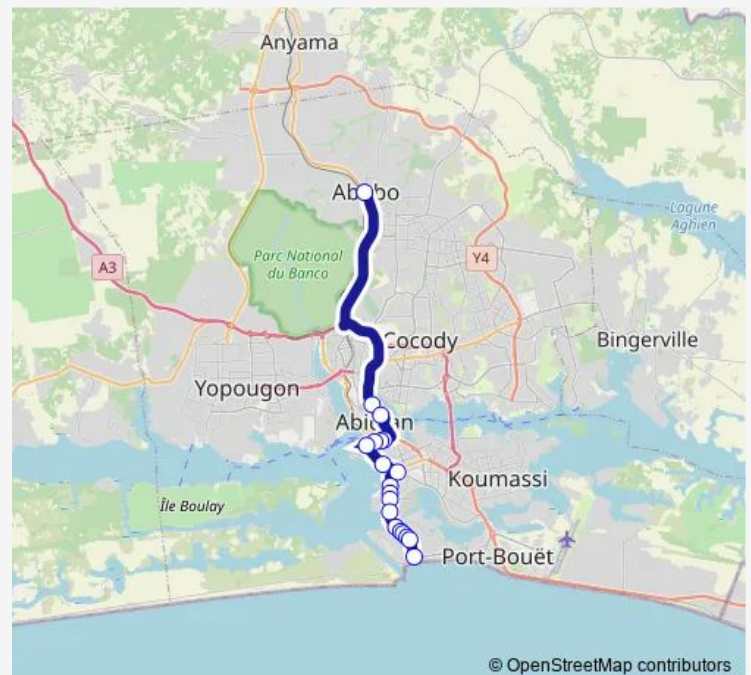 Anyama
Abobo
Lagune
Aghien
Parc National
du Banco
Y4
A3
Cocody
Bingerville
Yopougon
Abidjan
Koumassi
Île Boulay
Port-Bouët
© OpenStreetMap contributors